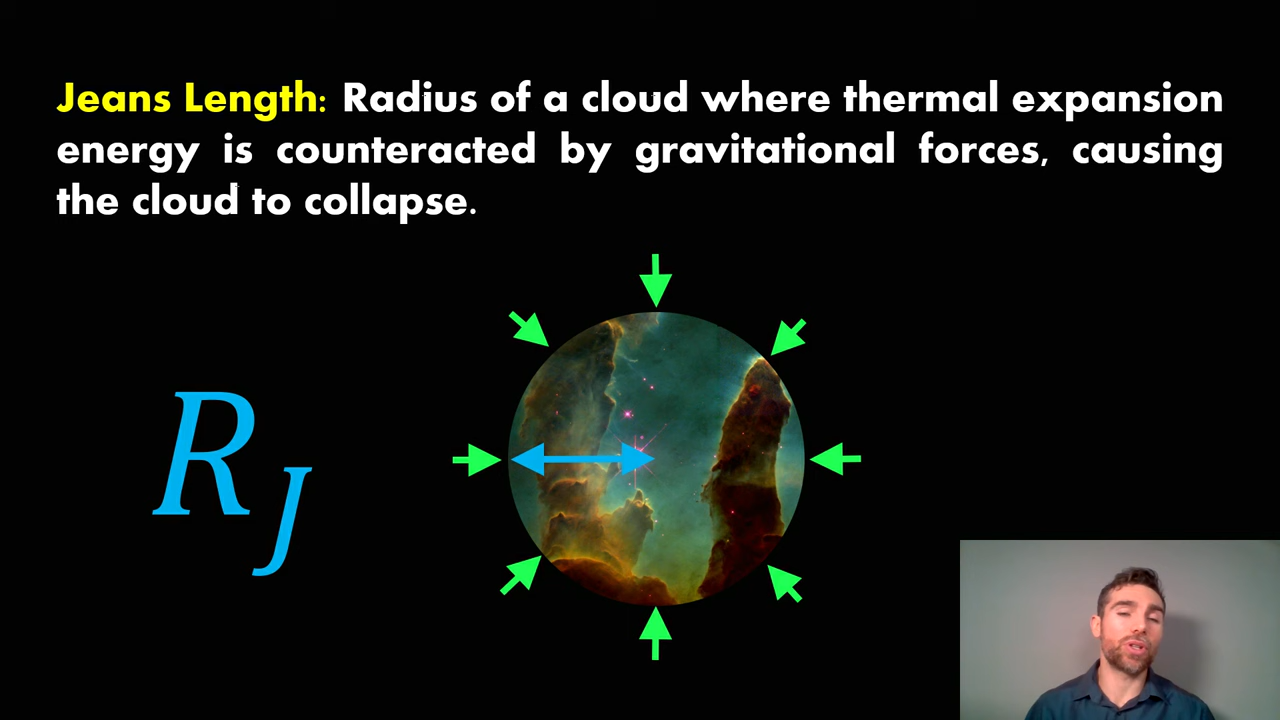 Jeans Length: Radius of a cloud where thermal expansion
energy is counteracted by gravitational forces, causing
the cloud to collapse.
R_J